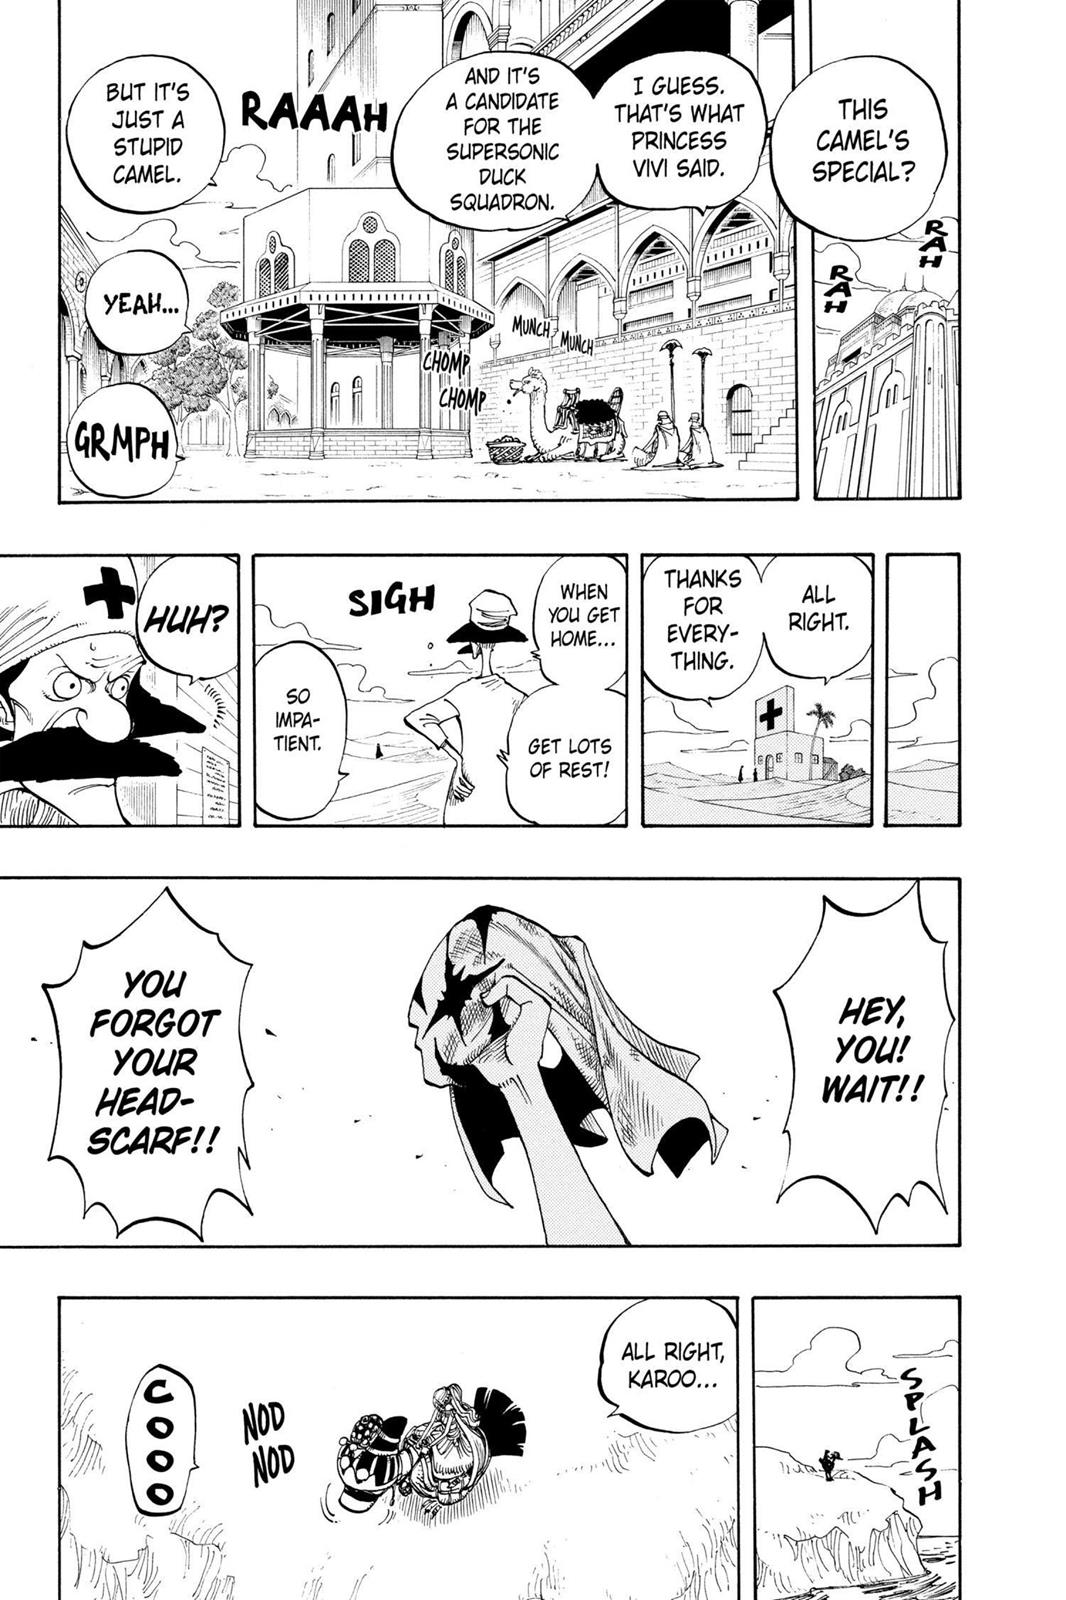 THIS
CAMEL'S
SPECIAL?
RAH
RAH
I GUESS.
THAT'S WHAT
PRINCESS
VIVI SAID.
AND IT'S
A CANDIDATE
FOR THE
SUPERSONIC
DUCK
SQUADRON.
RAAAH
BUT IT'S
JUST A
STUPID
CAMEL.
YEAH...
GRMPH
MUNCH
MUNCH
CHOMP
CHOMP
ALL
RIGHT.
THANKS
FOR
EVERY-
THING.
WHEN
YOU GET
HOME...
GET LOTS
OF REST!
SIGH
SO
IMPA-
TIENT.
HUH?
HEY,
YOU!
WAIT!!
YOU
FORGOT
YOUR
HEAD-
SCARF!!
SPLASH
ALL RIGHT,
KAROO...
NOD
NOD
COOO